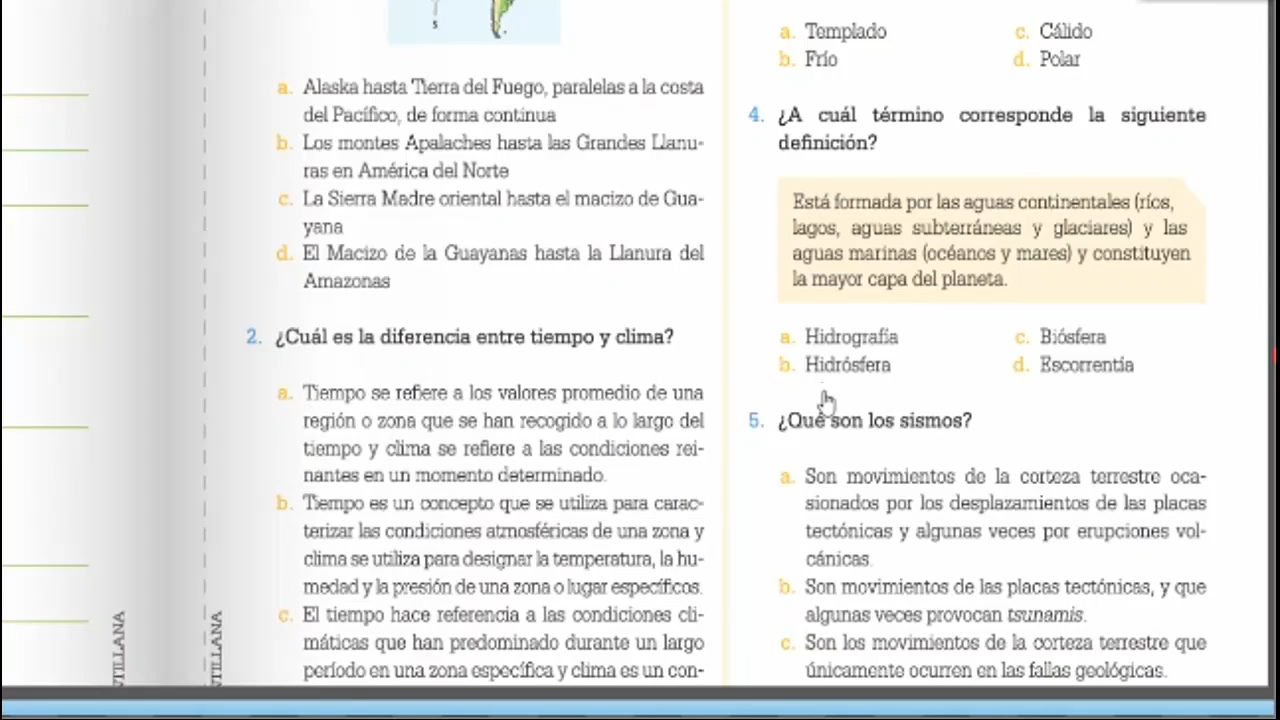 s
a. Alaska hasta Tierra del Fuego, paralelas a la costa
del Pacífico, de forma continua
b. Los montes Apalaches hasta las Grandes Llanu-
ras en América del Norte
c. La Sierra Madre oriental hasta el macizo de Gua-
yana
d. El Macizo de la Guayanas hasta la Llanura del
Amazonas
2. ¿Cuál es la diferencia entre tiempo y clima?
a. Tiempo se refiere a los valores promedio de una
región o zona que se han recogido a lo largo del
tiempo y clima se refiere a las condiciones rei-
nantes en un momento determinado.
b. Tiempo es un concepto que se utiliza para carac-
terizar las condiciones atmosféricas de una zona y
clima se utiliza para designar la temperatura, la hu-
medad y la presión de una zona o lugar específicos.
c. El tiempo hace referencia a las condiciones cli-
máticas que han predominado durante un largo
período en una zona específica y clima es un con-
a. Templado
b. Frío
c. Cálido
d. Polar
4. ¿A cuál término corresponde la siguiente
definición?
Está formada por las aguas continentales (ríos,
lagos, aguas subterráneas y glaciares) y las
aguas marinas (océanos y mares) y constituyen
la mayor capa del planeta.
a. Hidrografía
b. Hidrósfera
c. Biósfera
d. Escorrentía
5. ¿Qué son los sismos?
a. Son movimientos de la corteza terrestre oca-
sionados por los desplazamientos de las placas
tectónicas y algunas veces por erupciones vol-
cánicas.
b. Son movimientos de las placas tectónicas, y que
algunas veces provocan tsunamis.
c. Son los movimientos de la corteza terrestre que
únicamente ocurren en las fallas geológicas.
NTILLANA
NTILLANA